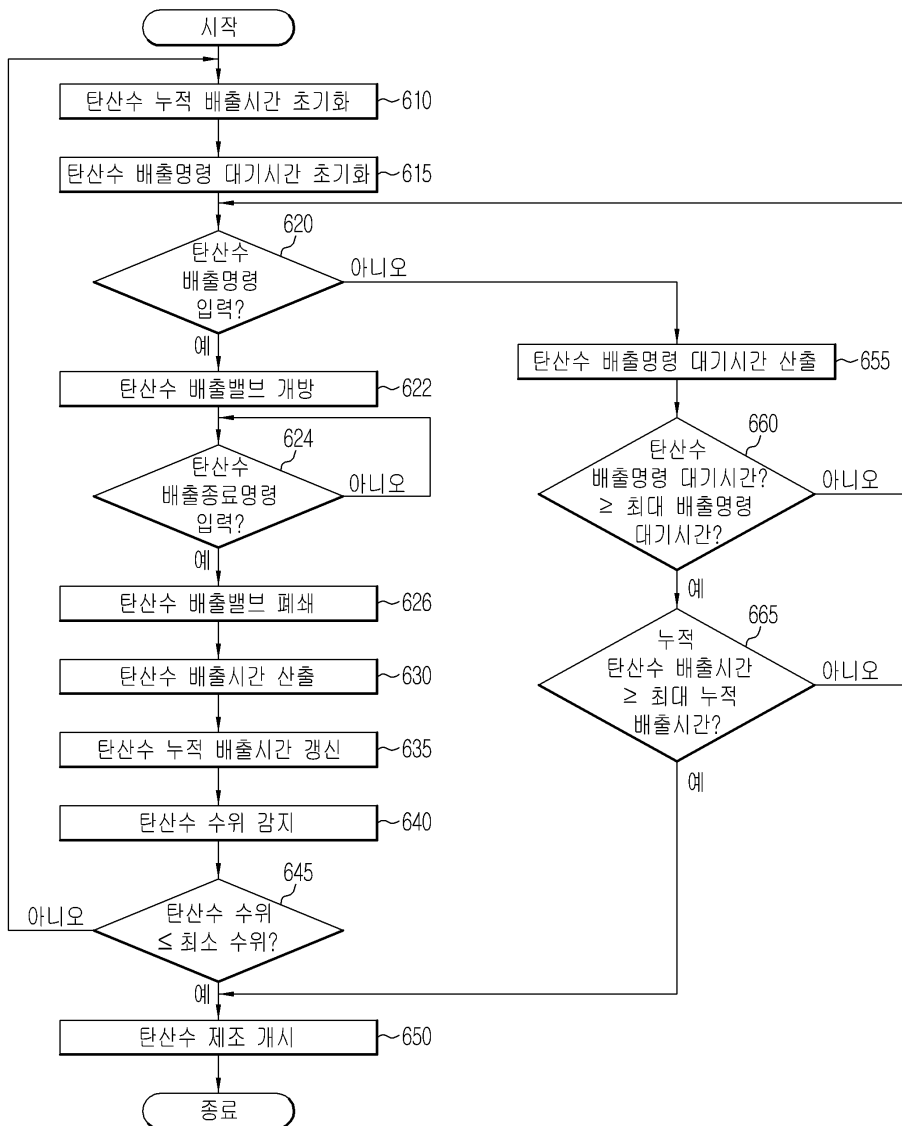 시작
탄산수 누적 배출시간 초기화
610
탄산수 배출명령 대기시간 초기화
615
620
탄산수
배출명령
입력?
아니오
예
탄산수 배출밸브 개방
622
624
탄산수
배출종료명령
입력?
아니오
예
탄산수 배출밸브 폐쇄
626
탄산수 배출시간 산출
630
탄산수 누적 배출시간 갱신
635
탄산수 수위 감지
640
645
탄산수 수위
≤ 최소 수위?
아니오
예
탄산수 제조 개시
650
종료
탄산수 배출명령 대기시간 산출
655
660
탄산수
배출명령 대기시간?
≥ 최대 배출명령
대기시간?
아니오
예
665
누적
탄산수 배출시간
≥ 최대 누적
배출시간?
아니오
예